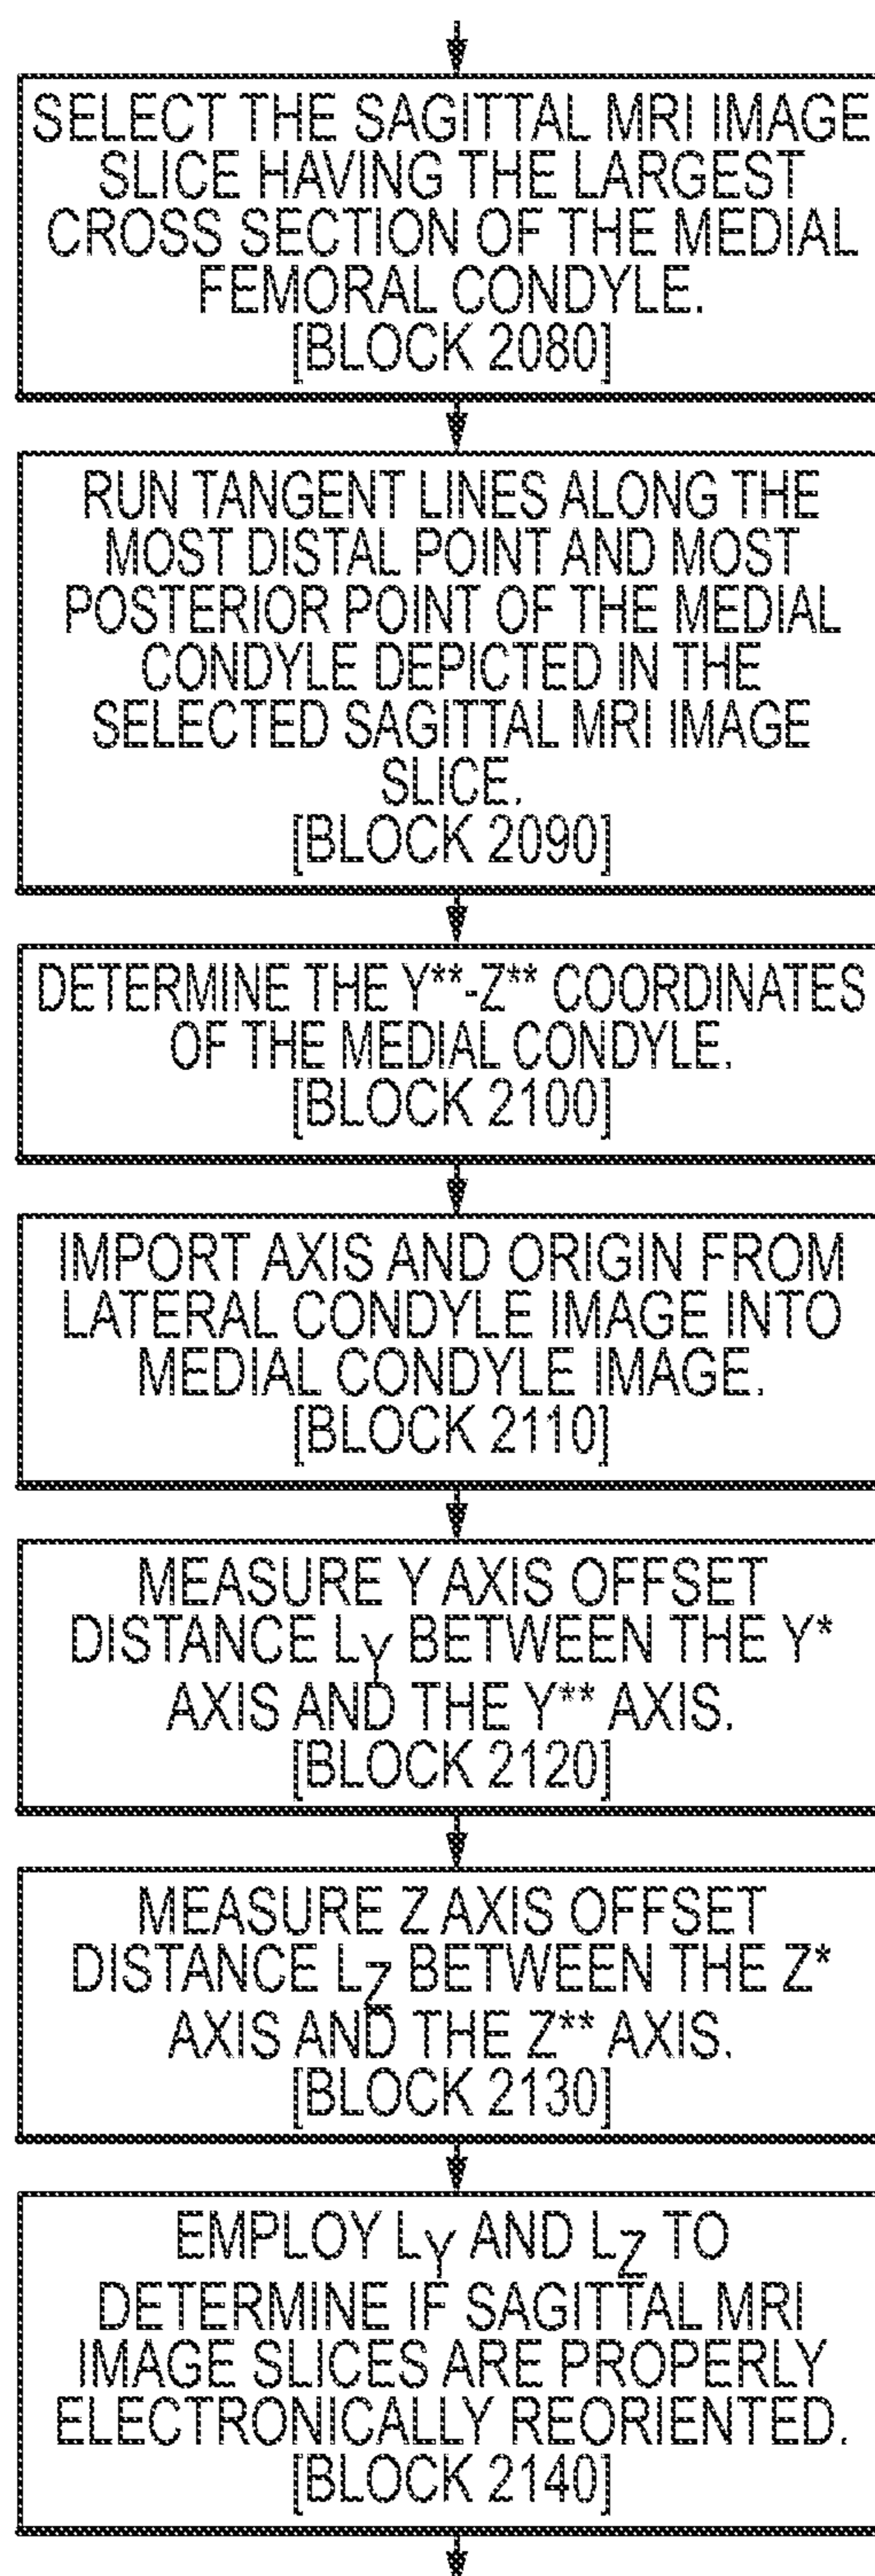 SELECT THE SAGITTAL MRI IMAGE
SLICE HAVING THE LARGEST
CROSS SECTION OF THE MEDIAL
FEMORAL CONDYLE.
[BLOCK 2080]
RUN TANGENT LINES ALONG THE
MOST DISTAL POINT AND MOST
POSTERIOR POINT OF THE MEDIAL
CONDYLE DEPICTED IN THE
SELECTED SAGITTAL MRI IMAGE
SLICE.
[BLOCK 2090]
DETERMINE THE Y**-Z** COORDINATES
OF THE MEDIAL CONDYLE.
[BLOCK 2100]
IMPORT AXIS AND ORIGIN FROM
LATERAL CONDYLE IMAGE INTO
MEDIAL CONDYLE IMAGE.
[BLOCK 2110]
MEASURE Y AXIS OFFSET
DISTANCE LY BETWEEN THE Y*
AXIS AND THE Y** AXIS.
[BLOCK 2120]
MEASURE Z AXIS OFFSET
DISTANCE LZ BETWEEN THE Z*
AXIS AND THE Z** AXIS.
[BLOCK 2130]
EMPLOY LY AND LZ TO
DETERMINE IF SAGITTAL MRI
IMAGE SLICES ARE PROPERLY
ELECTRONICALLY REORIENTED.
[BLOCK 2140]